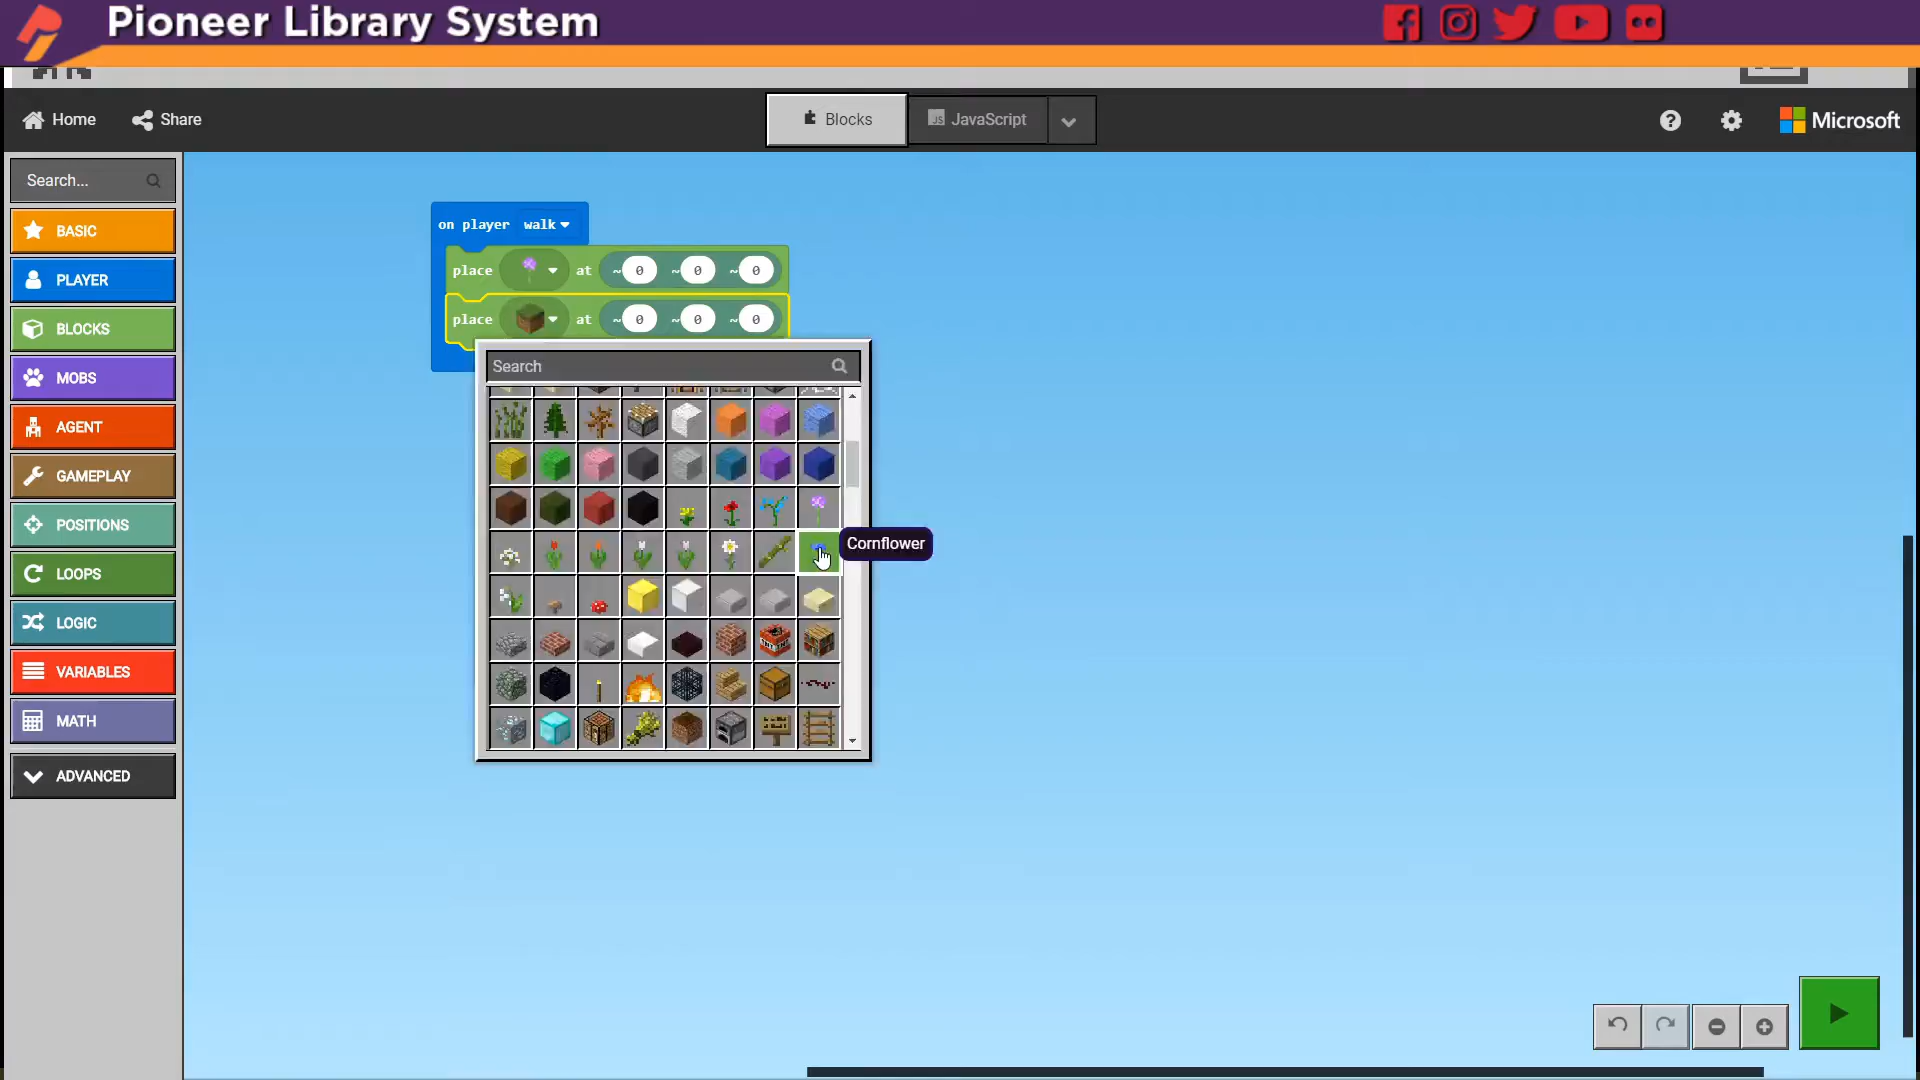 Pioneer Library System
Home
Share
Blocks
JS JavaScript
Microsoft
Search...
BASIC
PLAYER
BLOCKS
MOBS
AGENT
GAMEPLAY
POSITIONS
LOOPS
LOGIC
VARIABLES
MATH
ADVANCED
on player walk
place at ~ 0 ~ 0 ~ 0
place at ~ 0 ~ 0 ~ 0
Search
Cornflower